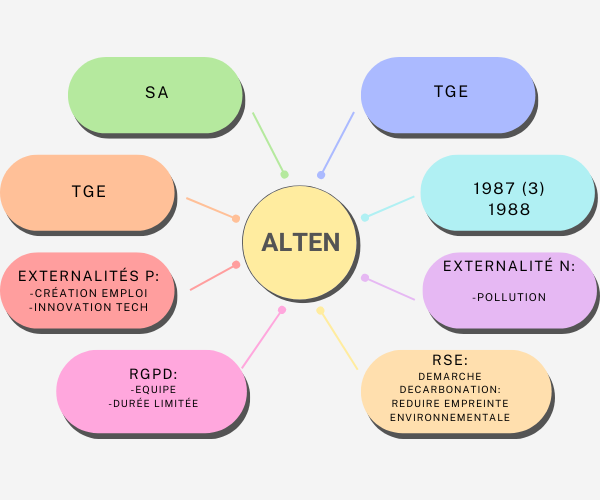 SA
TGE
TGE
1987 (3)
1988
ALTEN
EXTERNALITÉS P:
-CRÉATION EMPLOI
-INNOVATION TECH
EXTERNALITÉ N:
-POLLUTION
RGPD:
-EQUIPE
-DURÉE LIMITÉE
RSE:
DEMARCHE
DECARBONATION:
REDUIRE EMPREINTE
ENVIRONNEMENTALE